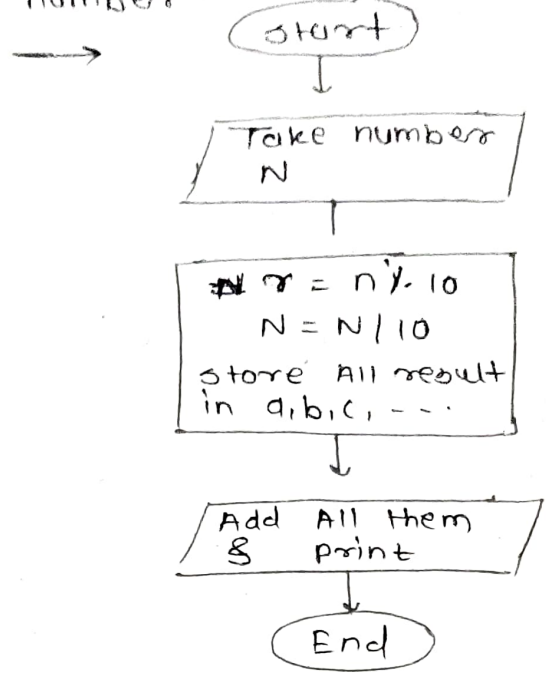 Start
Take number
N
r = n % 10
N = N / 10
store All result
in a, b, c, - - -.
Add All them
& print
End